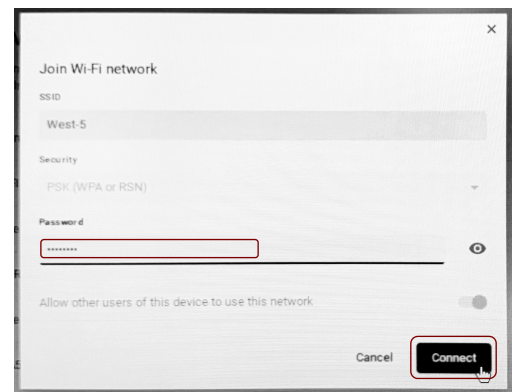 Join Wi-Fi network
SSID
West-5
Security
PSK (WPA or RSN)
Password
········
Allow other users of this device to use this network
Cancel Connect